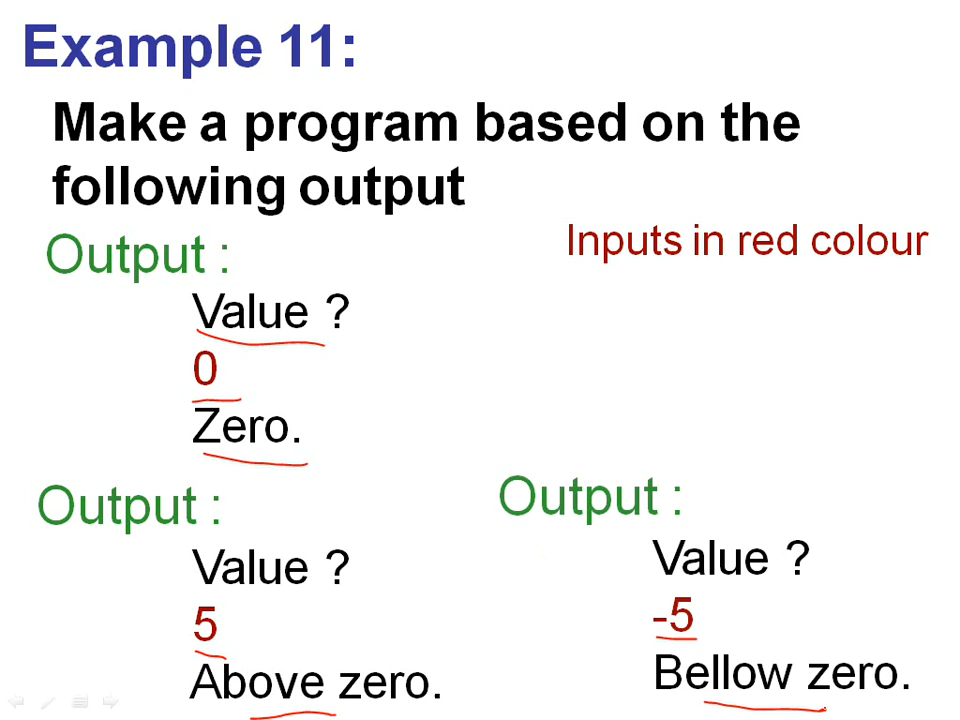 Example 11:
Make a program based on the
following output
Inputs in red colour
Output :
Value ?
0
Zero.
Output :
Value ?
5
Above zero.
Output :
Value ?
-5
Bellow zero.